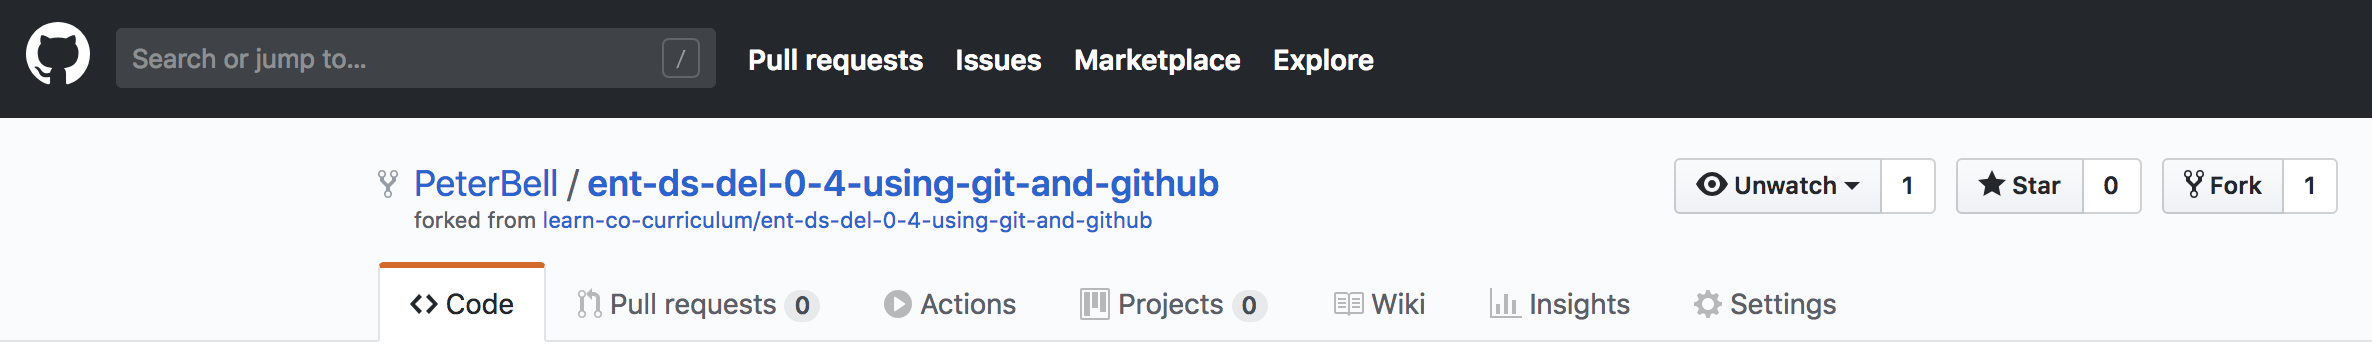 Search or jump to... / Pull requests Issues Marketplace Explore
PeterBell / ent-ds-del-0-4-using-git-and-github Unwatch 1 Star 0 Fork 1
forked from learn-co-curriculum/ent-ds-del-0-4-using-git-and-github
<> Code Pull requests 0 Actions Projects 0 Wiki Insights Settings